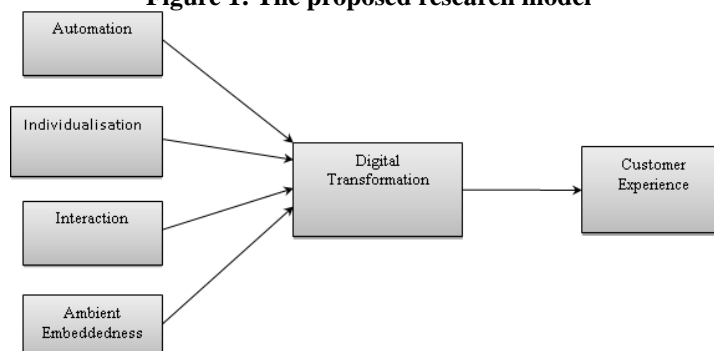 Figure 1: The proposed research model
Automation
Individualisation
Interaction
Ambient
Embeddedness
Digital
Transformation
Customer
Experience